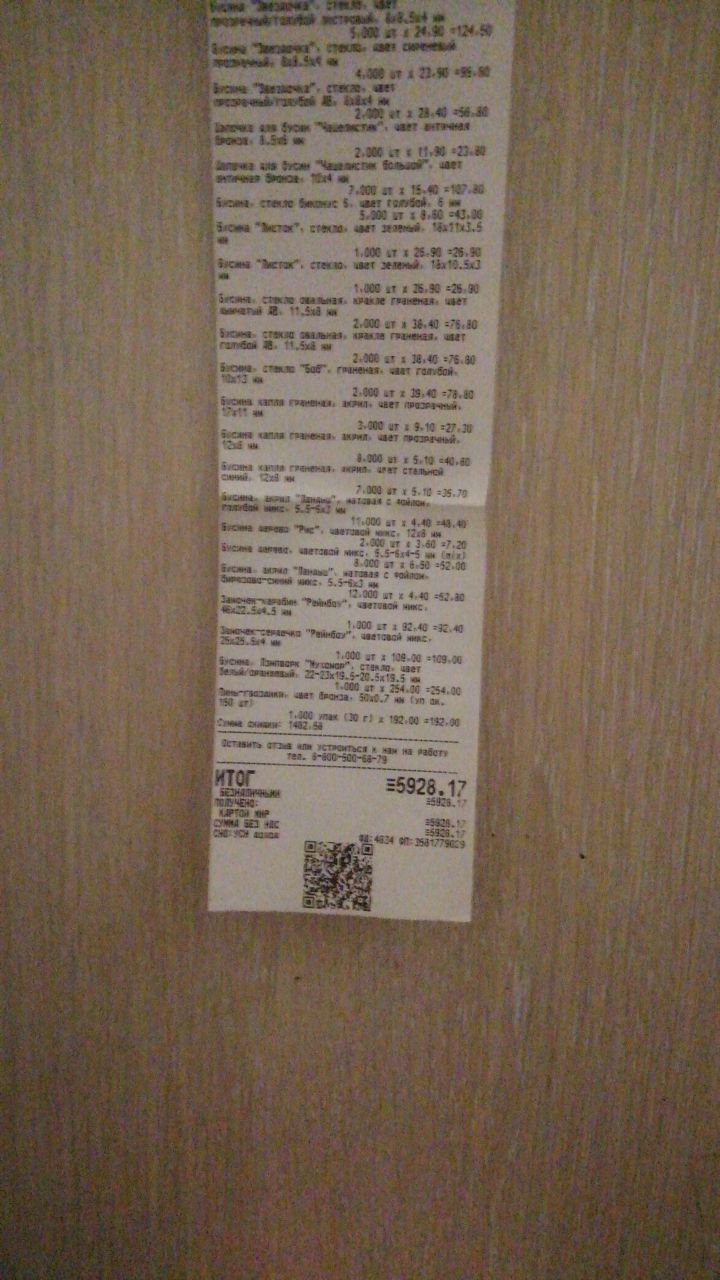 Бусина "Звездочка", стекло, цвет
прозрачный/голубой люстровый, 8х8.5х4 мм
5,000 шт х 24,90 =124,50
Бусина "Звездочка", стекло, цвет сиреневый
прозрачный, 8х8.5х4 мм
4,000 шт х 23,90 =95,60
Бусина "Звездочка", стекло, цвет
прозрачный/голубой АВ, 8х8х4 мм
2,000 шт х 28,40 =56,80
Шапочка для бусин "Чашелистик", цвет античная
бронза, 8.5х6 мм
2,000 шт х 11,90 =23,80
Шапочка для бусин "Чашелистик большой", цвет
античная бронза, 10х4 мм
7,000 шт х 15,40 =107,80
Бусина, стекло биконус 6, цвет голубой, 6 мм
5,000 шт х 8,60 =43,00
Бусина "Листок", стекло, цвет зеленый, 18х11х3.5
мм
1,000 шт х 26,90 =26,90
Бусина "Листок", стекло, цвет зеленый, 18х10.5х3
мм
1,000 шт х 26,90 =26,90
Бусина, стекло овальная, кракле граненая, цвет
дымчатый АВ, 11.5х8 мм
2,000 шт х 38,40 =76,80
Бусина, стекло овальная, кракле граненая, цвет
голубой АВ, 11.5х8 мм
2,000 шт х 38,40 =76,80
Бусина, стекло "Боб", граненая, цвет голубой,
10х13 мм
2,000 шт х 39,40 =78,80
Бусина капля граненая, акрил, цвет прозрачный,
17х11 мм
3,000 шт х 9,10 =27,30
Бусина капля граненая, акрил, цвет прозрачный,
12х8 мм
8,000 шт х 5,10 =40,80
Бусина капля граненая, акрил, цвет стальной
синий, 12х8 мм
7,000 шт х 5,10 =35,70
Бусина, акрил "Ландыш", матовая с фойлом,
голубой микс, 5.5-6х3 мм
11,000 шт х 4,40 =48,40
Бусина дерево "Рис", цветовой микс, 12х8 мм
2,000 шт х 3,60 =7,20
Бусина дерево, цветовой микс, 5.5-6х4-5 мм
8,000 шт х 6,50 =52,00
Бусина, акрил "Ландыш", матовая с фойлом,
бирюзово-синий микс, 5.5-6х3 мм
12,000 шт х 4,40 =52,80
Замочек-карабин "Рейнбоу", цветовой микс,
46х22.5х4.5 мм
1,000 шт х 92,40 =92,40
Замочек-сердечко "Рейнбоу", цветовой микс,
25х25.5х4 мм
1,000 шт х 109,00 =109,00
Бусина, Лэмпворк "Мухомор", стекло, цвет
белый/оранжевый, 22-23х19.5-20.5х19.5 мм
1,000 шт х 254,00 =254,00
Пины-гвоздики, цвет бронза, 50х0.7 мм (уп ок.
150 шт)
1,000 упак (30 г) х 192,00 =192,00
Сумма скидки: 1482,58
Оставить отзыв или устроиться к нам на работу
тел. 8-800-500-68-79
ИТОГ ≡5928.17
БЕЗНАЛИЧНЫМИ ≡5928.17
ПОЛУЧЕНО:
КАРТОЙ МИР ≡5928.17
СУММА БЕЗ НДС ≡5928.17
СНО:УСН доход ФД:4834 ФП:3581779029